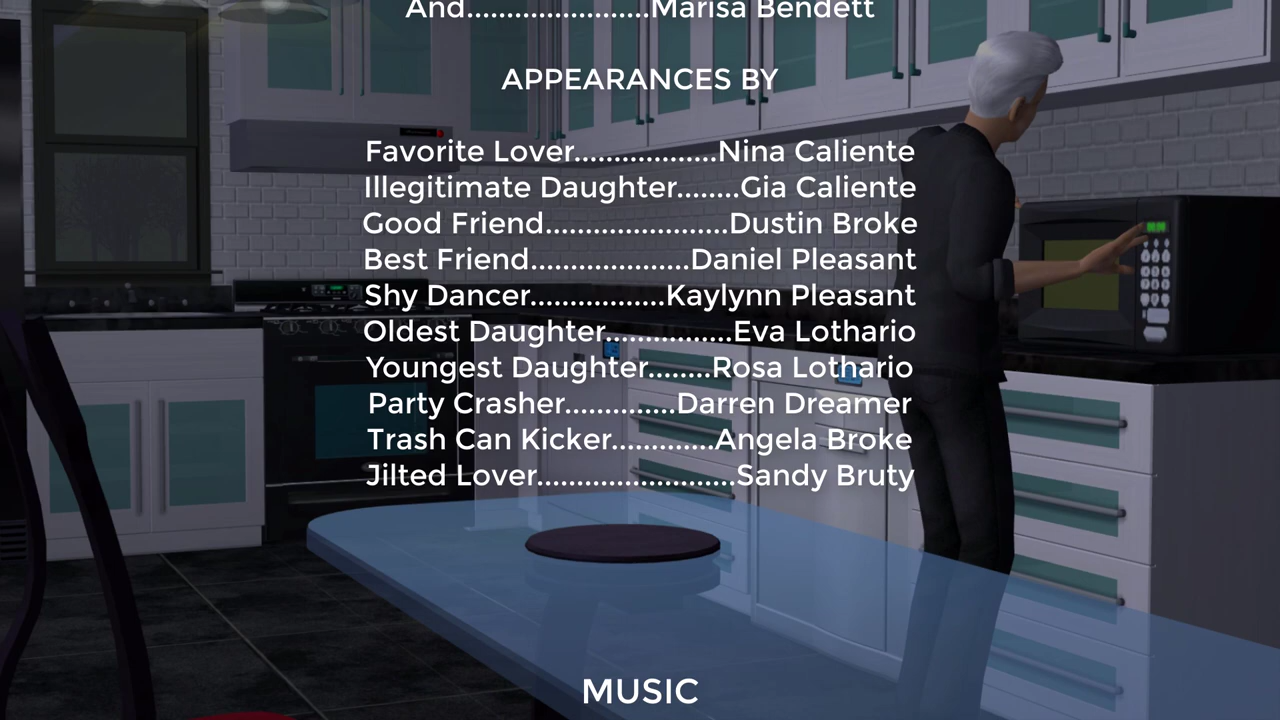 And......................Marisa Bendett
APPEARANCES BY
Favorite Lover.................Nina Caliente
Illegitimate Daughter........Gia Caliente
Good Friend......................Dustin Broke
Best Friend...................Daniel Pleasant
Shy Dancer................Kaylynn Pleasant
Oldest Daughter...............Eva Lothario
Youngest Daughter........Rosa Lothario
Party Crasher.............Darren Dreamer
Trash Can Kicker............Angela Broke
Jilted Lover.......................Sandy Bruty
MUSIC